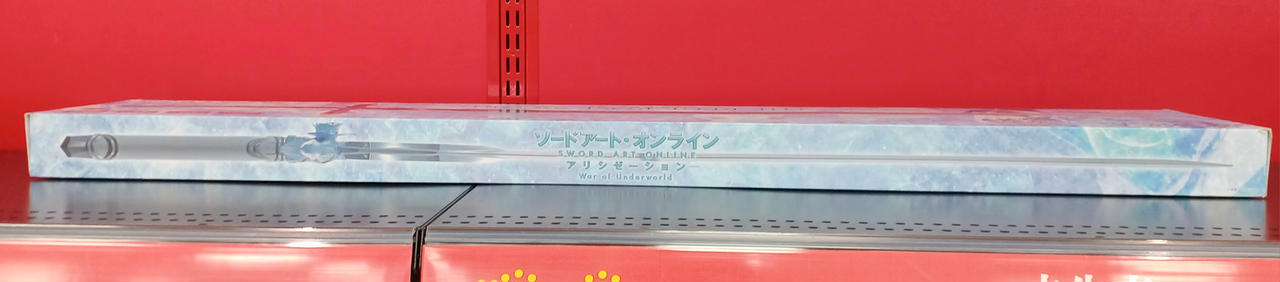 ソードアート・オンライン
SWORD ART ONLINE
アリシゼーション
War of Underworld